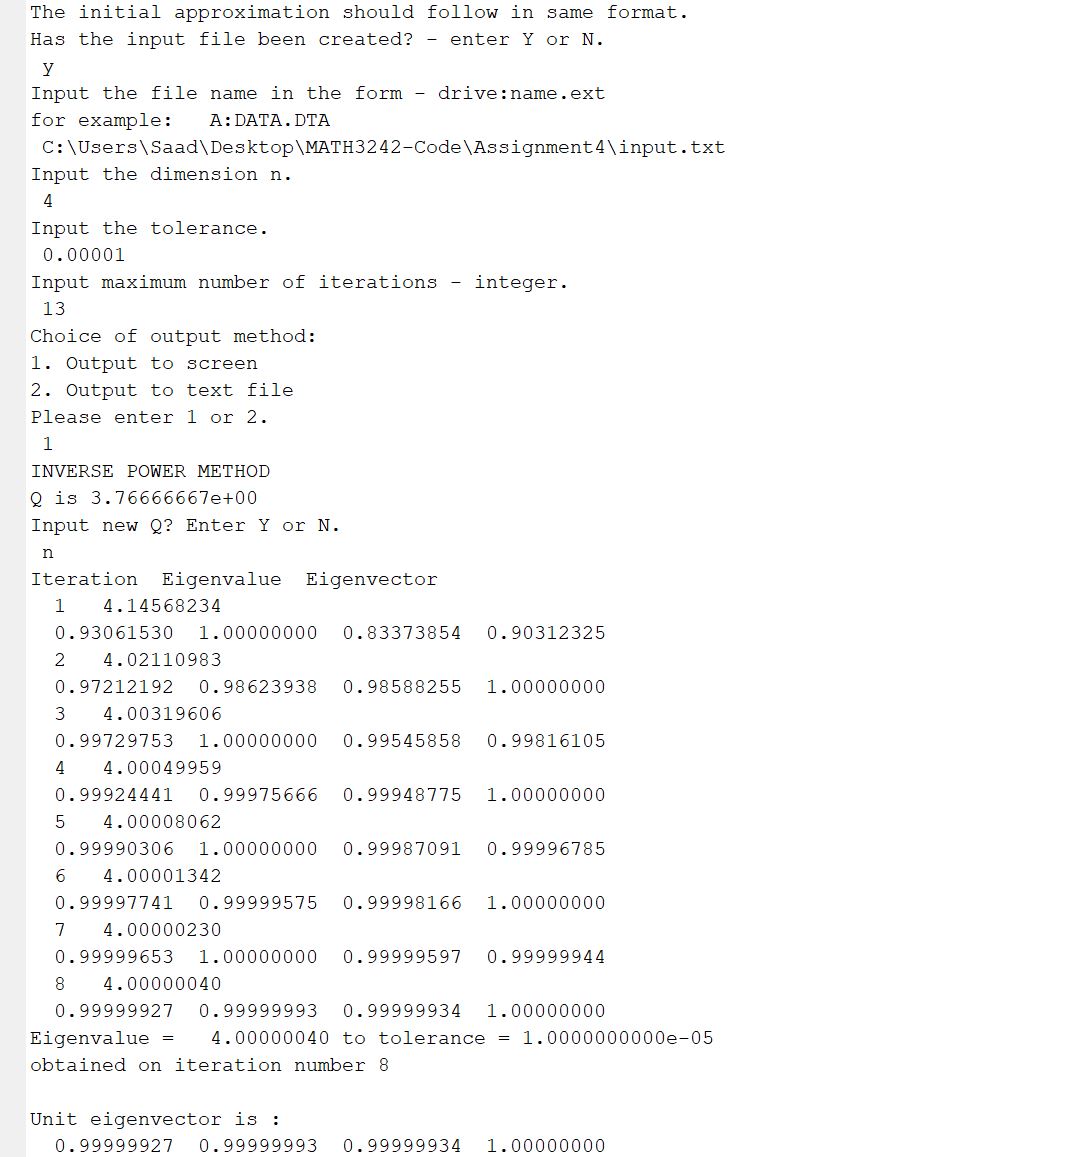 The initial approximation should follow in same format.
Has the input file been created? - enter Y or N.
y
Input the file name in the form - drive:name.ext
for example:   A:DATA.DTA
C:\Users\Saad\Desktop\MATH3242-Code\Assignment4\input.txt
Input the dimension n.
4
Input the tolerance.
0.00001
Input maximum number of iterations - integer.
13
Choice of output method:
1. Output to screen
2. Output to text file
Please enter 1 or 2.
1
INVERSE POWER METHOD
Q is 3.76666667e+00
Input new Q? Enter Y or N.
n
Iteration  Eigenvalue  Eigenvector
1   4.14568234
0.93061530  1.00000000  0.83373854  0.90312325
2   4.02110983
0.97212192  0.98623938  0.98588255  1.00000000
3   4.00319606
0.99729753  1.00000000  0.99545858  0.99816105
4   4.00049959
0.99924441  0.99975666  0.99948775  1.00000000
5   4.00008062
0.99990306  1.00000000  0.99987091  0.99996785
6   4.00001342
0.99997741  0.99999575  0.99998166  1.00000000
7   4.00000230
0.99999653  1.00000000  0.99999597  0.99999944
8   4.00000040
0.99999927  0.99999993  0.99999934  1.00000000
Eigenvalue =   4.00000040 to tolerance = 1.0000000000e-05
obtained on iteration number 8
Unit eigenvector is :
0.99999927  0.99999993  0.99999934  1.00000000